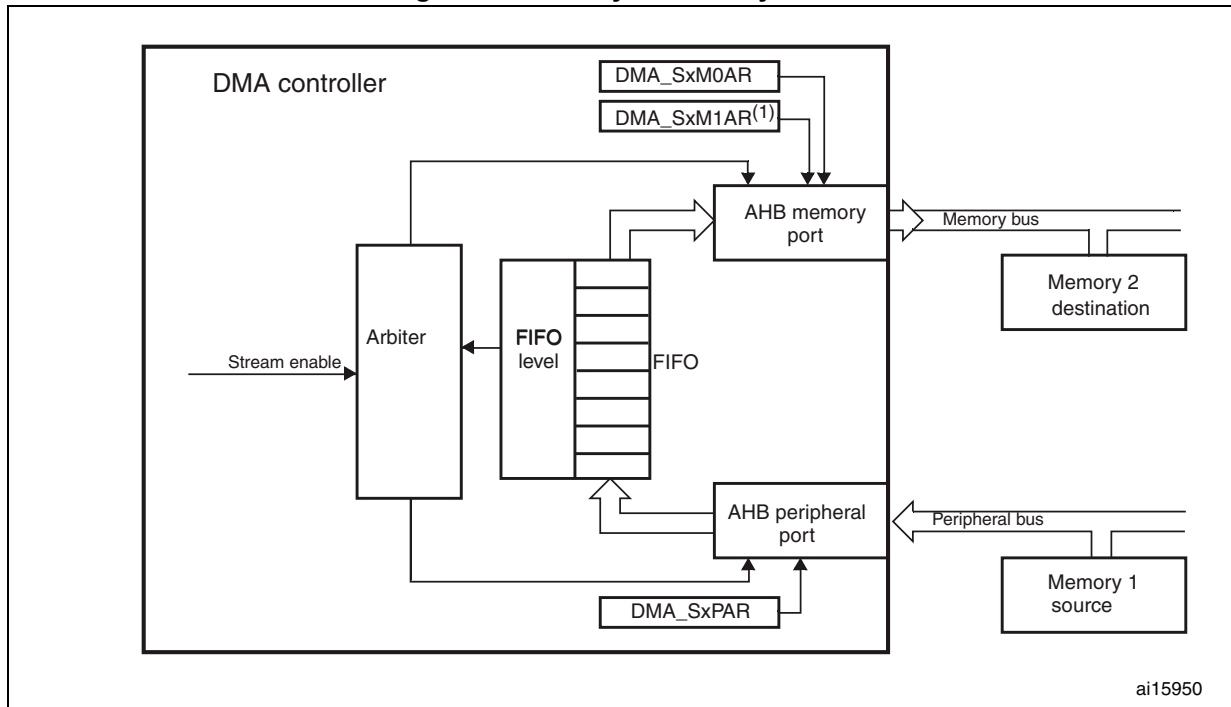 DMA controller
DMA_SxM0AR
DMA_SxM1AR(1)
AHB memory
port
Memory bus
Memory 2
destination
Arbiter
FIFO
level
FIFO
Stream enable
AHB peripheral
port
Peripheral bus
Memory 1
source
DMA_SxPAR
ai15950